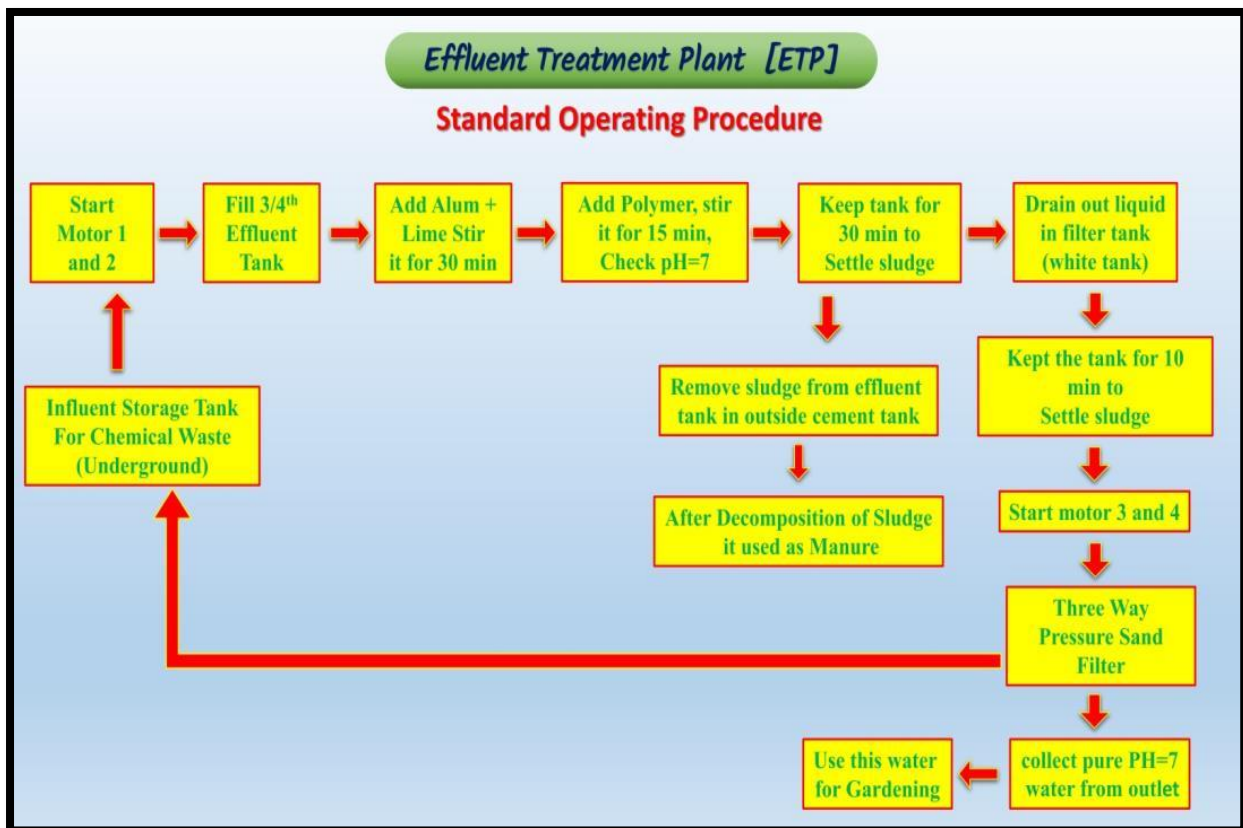 Effluent Treatment Plant [ETP]
Standard Operating Procedure
Start
Motor 1
and 2
Fill 3/4th
Effluent
Tank
Add Alum +
Lime Stir
it for 30 min
Add Polymer, stir
it for 15 min,
Check pH=7
Keep tank for
30 min to
Settle sludge
Drain out liquid
in filter tank
(white tank)
Influent Storage Tank
For Chemical Waste
(Underground)
Remove sludge from effluent
tank in outside cement tank
Kept the tank for 10
min to
Settle sludge
After Decomposition of Sludge
it used as Manure
Start motor 3 and 4
Three Way
Pressure Sand
Filter
Use this water
for Gardening
collect pure PH=7
water from outlet